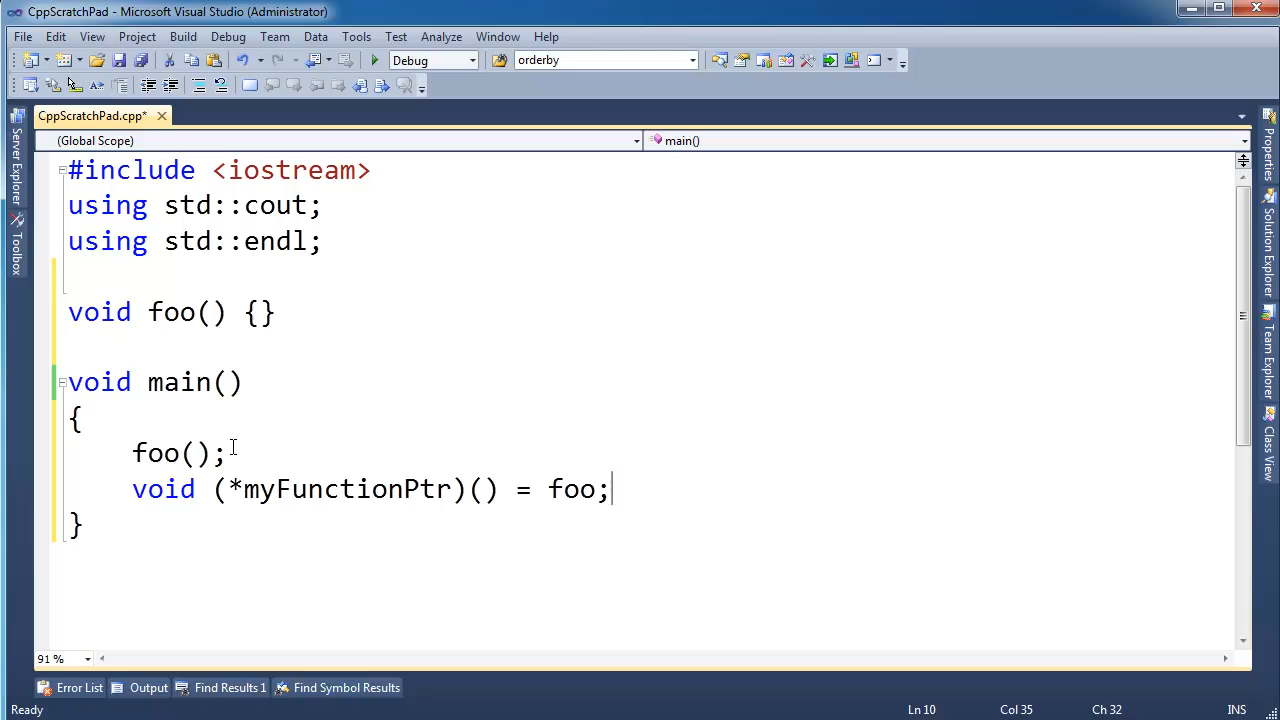 CppScratchPad - Microsoft Visual Studio (Administrator)
File Edit View Project Build Debug Team Data Tools Test Analyze Window Help
Debug orderby
CppScratchPad.cpp*
(Global Scope) main()
#include <iostream>
using std::cout;
using std::endl;
void foo() {}
void main()
{
foo();
void (*myFunctionPtr)() = foo;
}
91 %
Server Explorer
Toolbox
Properties
Solution Explorer
Team Explorer
Class View
Error List Output Find Results 1 Find Symbol Results
Ready Ln 10 Col 35 Ch 32 INS